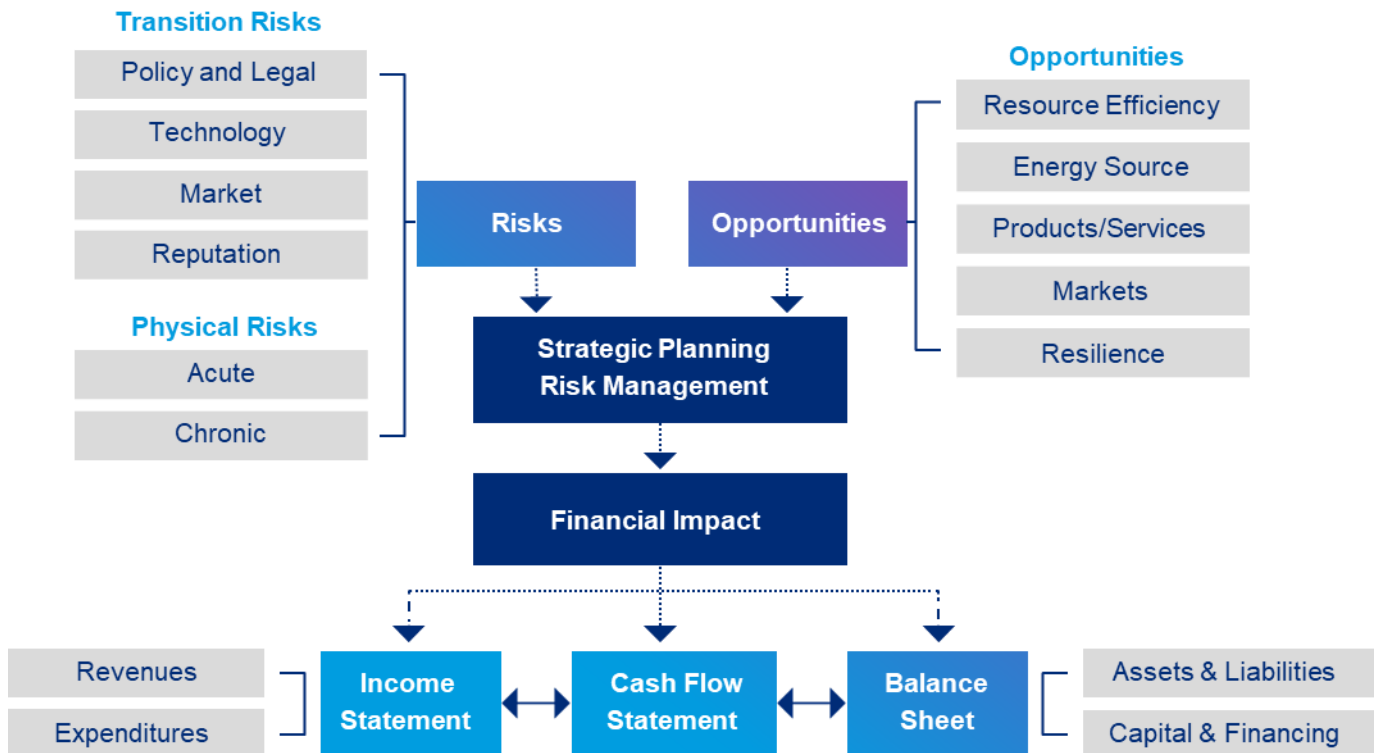 Transition Risks
Policy and Legal
Technology
Market
Reputation
Physical Risks
Acute
Chronic
Risks
Opportunities
Opportunities
Resource Efficiency
Energy Source
Products/Services
Markets
Resilience
Strategic Planning
Risk Management
Financial Impact
Revenues
Expenditures
Income
Statement
Cash Flow
Statement
Balance
Sheet
Assets & Liabilities
Capital & Financing